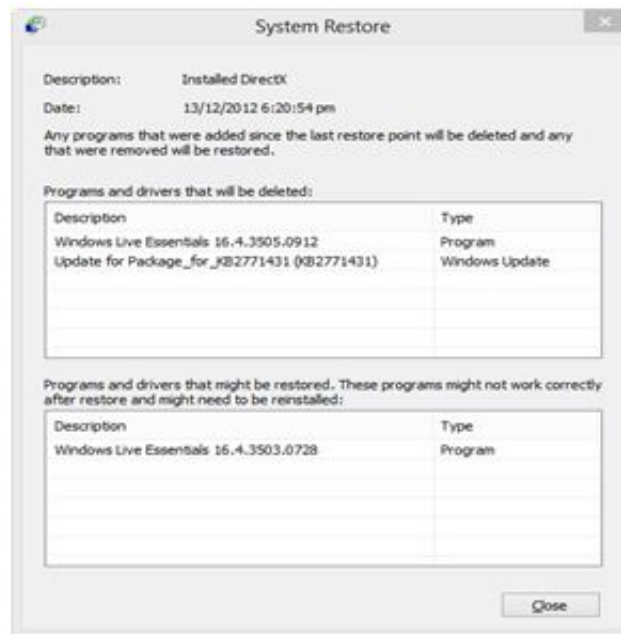 System Restore
Description: Installed DirectX
Date: 13/12/2012 6:20:54 pm
Any programs that were added since the last restore point will be deleted and any
that were removed will be restored.
Programs and drivers that will be deleted:
Description Type
Windows Live Essentials 16.4.3505.0912 Program
Update for Package_for_KB2771431 (KB2771431) Windows Update
Programs and drivers that might be restored. These programs might not work correctly
after restore and might need to be reinstalled:
Description Type
Windows Live Essentials 16.4.3503.0728 Program
Close